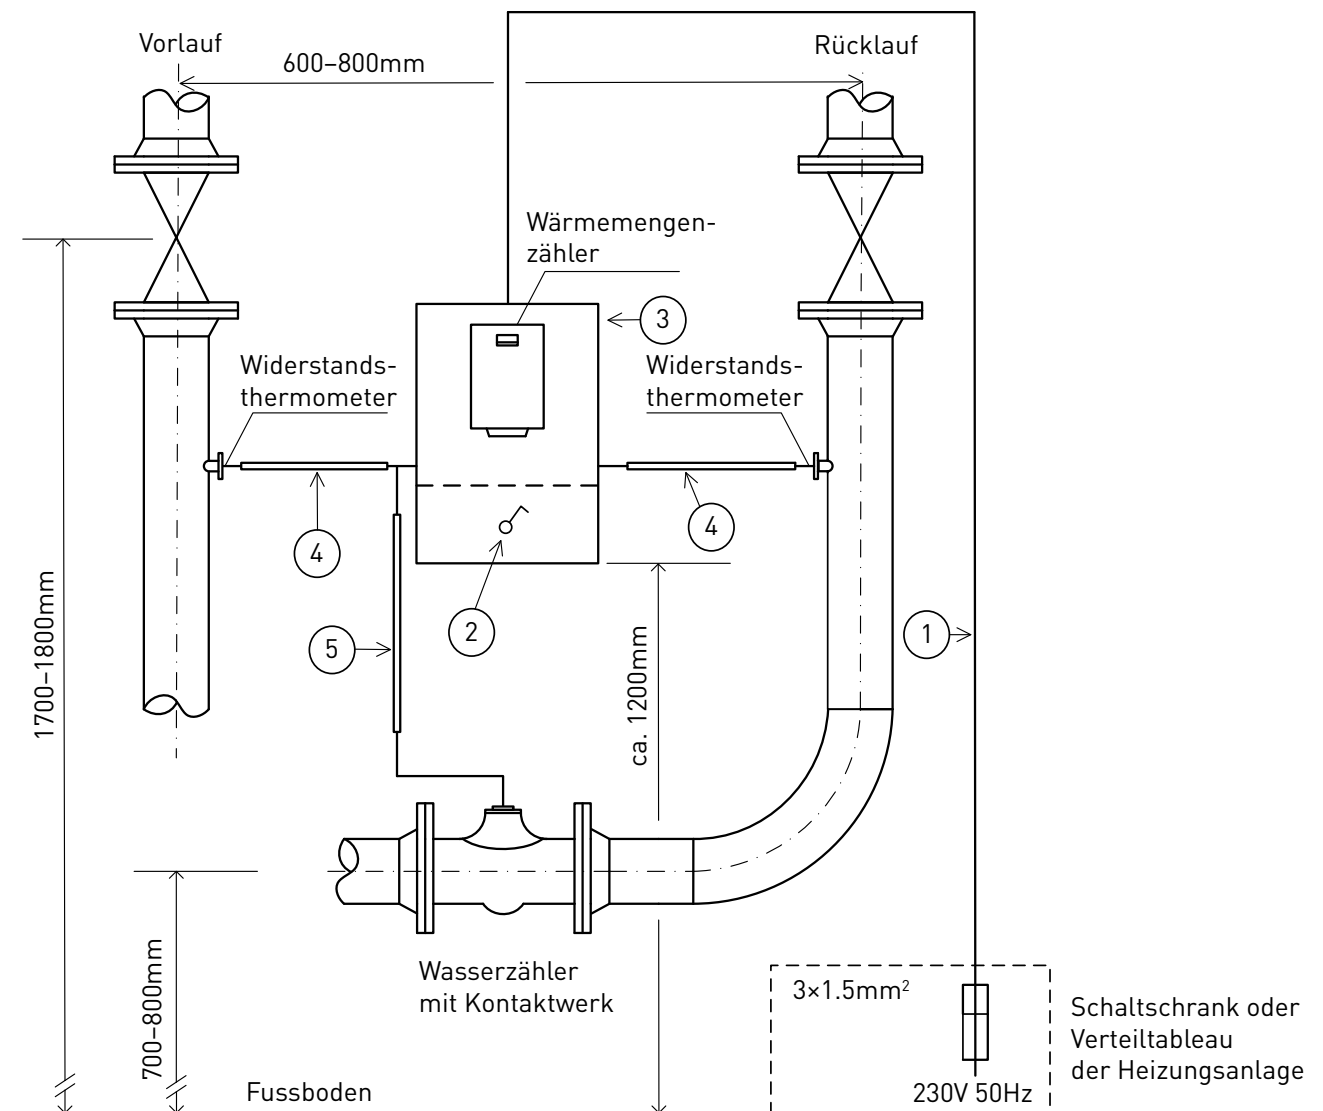 Vorlauf
Rücklauf
600–800mm
Wärmemengen-
zähler
3
Widerstands-
thermometer
Widerstands-
thermometer
4
4
2
5
1
1700–1800mm
ca. 1200mm
700–800mm
Wasserzähler
mit Kontaktwerk
3×1.5mm²
Schaltschrank oder
Verteiltableau
der Heizungsanlage
230V 50Hz
Fussboden